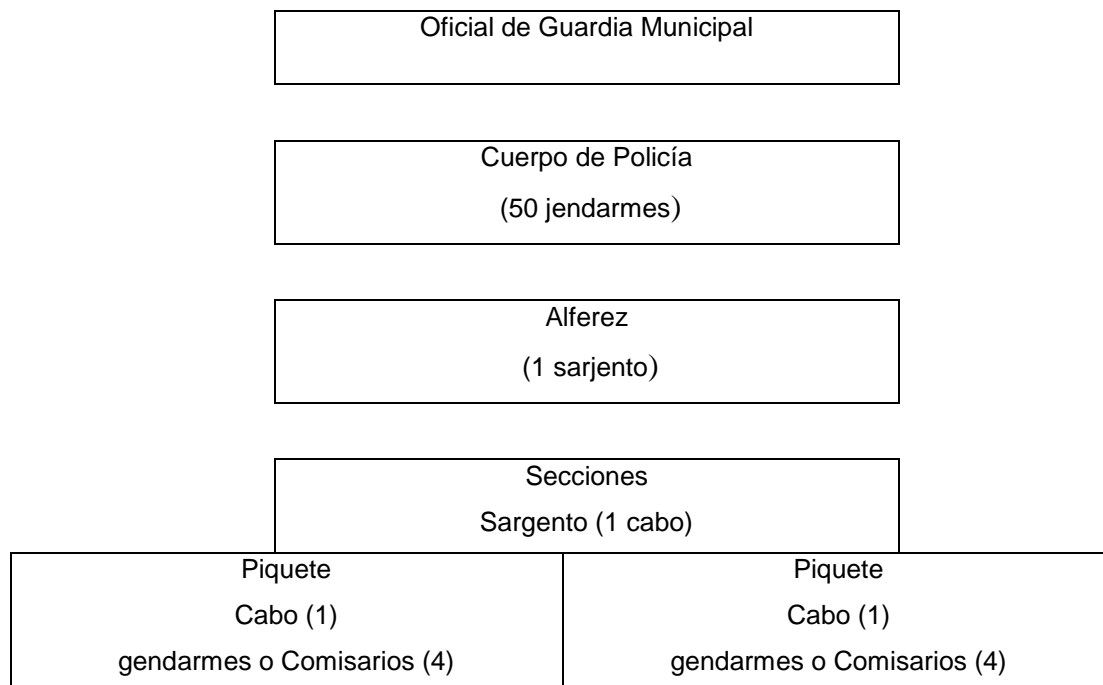 Oficial de Guardia Municipal
Cuerpo de Policía
(50 jendarmes)
Alferez
(1 sarjento)
Secciones
Sargento (1 cabo)
Piquete
Cabo (1)
gendarmes o Comisarios (4)
Piquete
Cabo (1)
gendarmes o Comisarios (4)